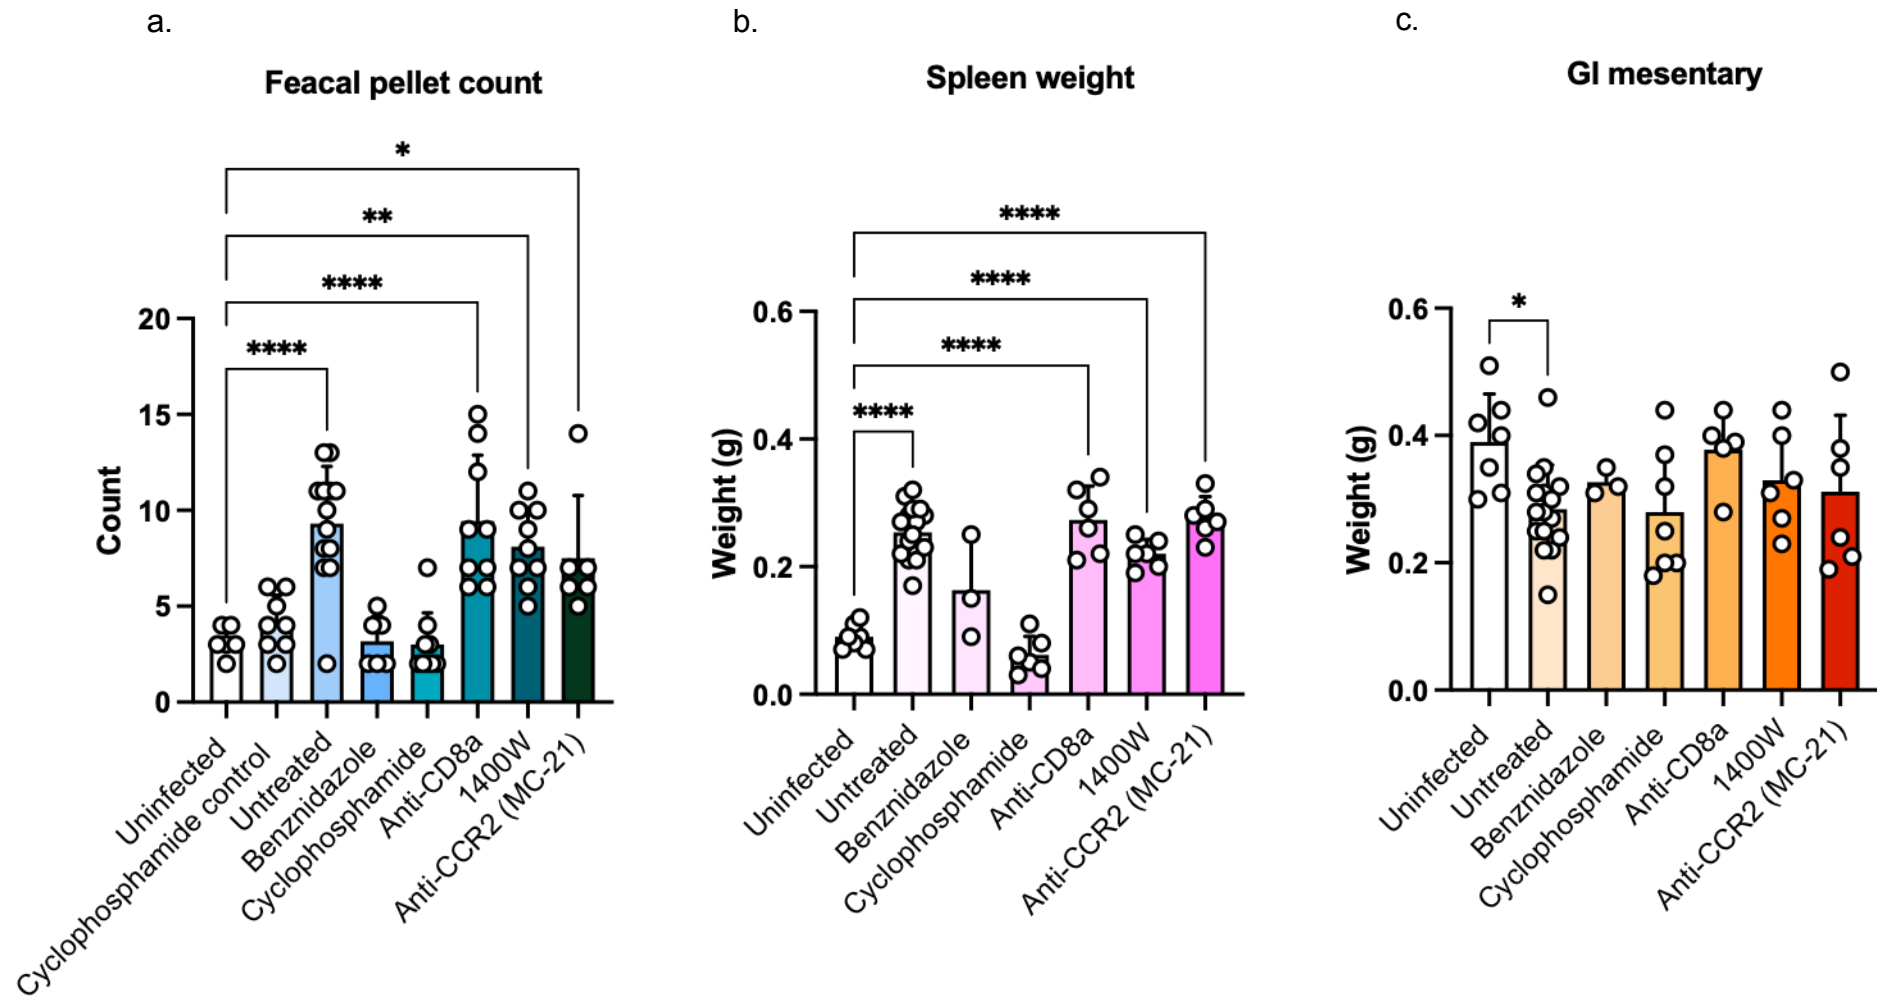 a.
Feacal pellet count
*
**
****
****
20
15
10
5
0
Count
Uninfected
Cyclophosphamide control
Untreated
Benznidazole
Cyclophosphamide
Anti-CD8a
1400W
Anti-CCR2 (MC-21)
b.
Spleen weight
****
****
****
****
0.6
0.4
0.2
0.0
Weight (g)
Uninfected
Untreated
Benznidazole
Cyclophosphamide
Anti-CD8a
1400W
Anti-CCR2 (MC-21)
c.
GI mesentary
*
0.6
0.4
0.2
0.0
Weight (g)
Uninfected
Untreated
Benznidazole
Cyclophosphamide
Anti-CD8a
1400W
Anti-CCR2 (MC-21)